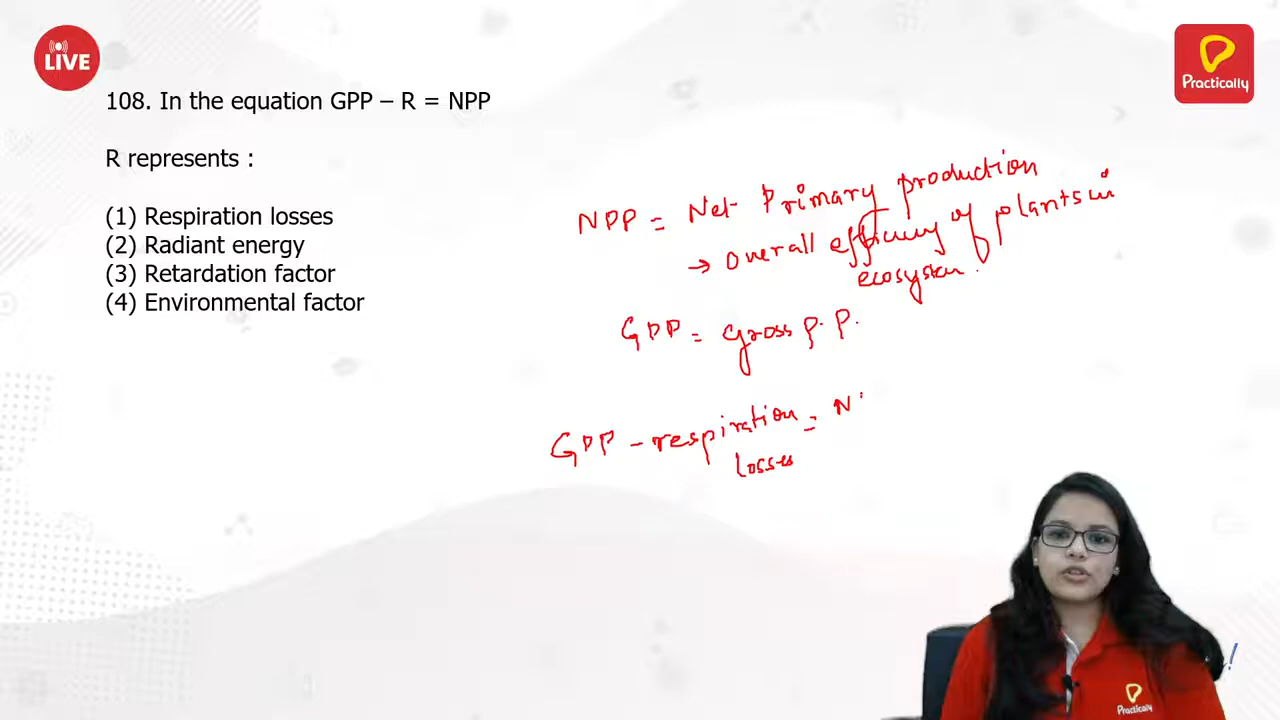 LIVE
Practically
108. In the equation GPP – R = NPP
R represents :
(1) Respiration losses
(2) Radiant energy
(3) Retardation factor
(4) Environmental factor
NPP = Net Primary production
→ Overall efficiency of plants in
ecosystem.
GPP = gross P. P.
GPP – respiration = N
losses
Practically